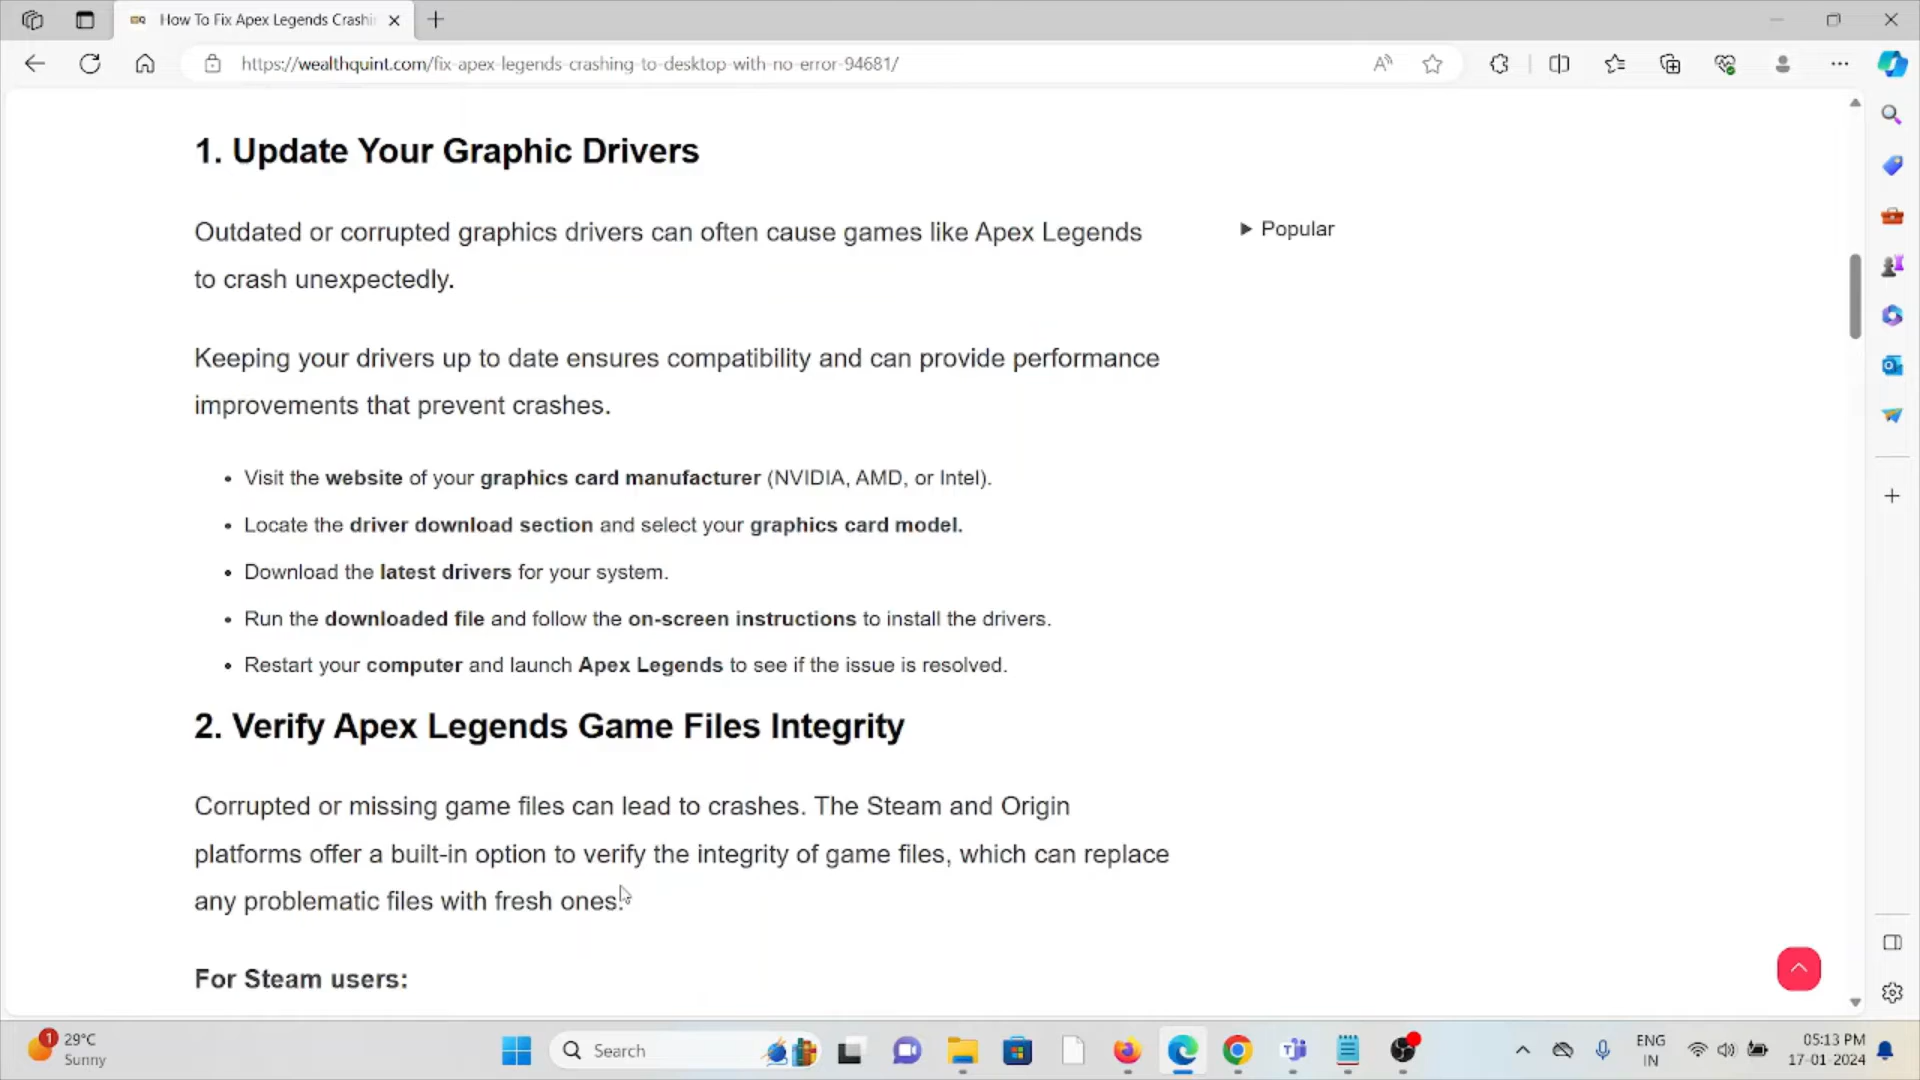 How To Fix Apex Legends Crashi
https://wealthquint.com/fix-apex-legends-crashing-to-desktop-with-no-error-94681/
1. Update Your Graphic Drivers
Outdated or corrupted graphics drivers can often cause games like Apex Legends
to crash unexpectedly.
Popular
Keeping your drivers up to date ensures compatibility and can provide performance
improvements that prevent crashes.
• Visit the website of your graphics card manufacturer (NVIDIA, AMD, or Intel).
• Locate the driver download section and select your graphics card model.
• Download the latest drivers for your system.
• Run the downloaded file and follow the on-screen instructions to install the drivers.
• Restart your computer and launch Apex Legends to see if the issue is resolved.
2. Verify Apex Legends Game Files Integrity
Corrupted or missing game files can lead to crashes. The Steam and Origin
platforms offer a built-in option to verify the integrity of game files, which can replace
any problematic files with fresh ones.
For Steam users:
1
29°C
Sunny
Search
ENG
IN
05:13 PM
17-01-2024